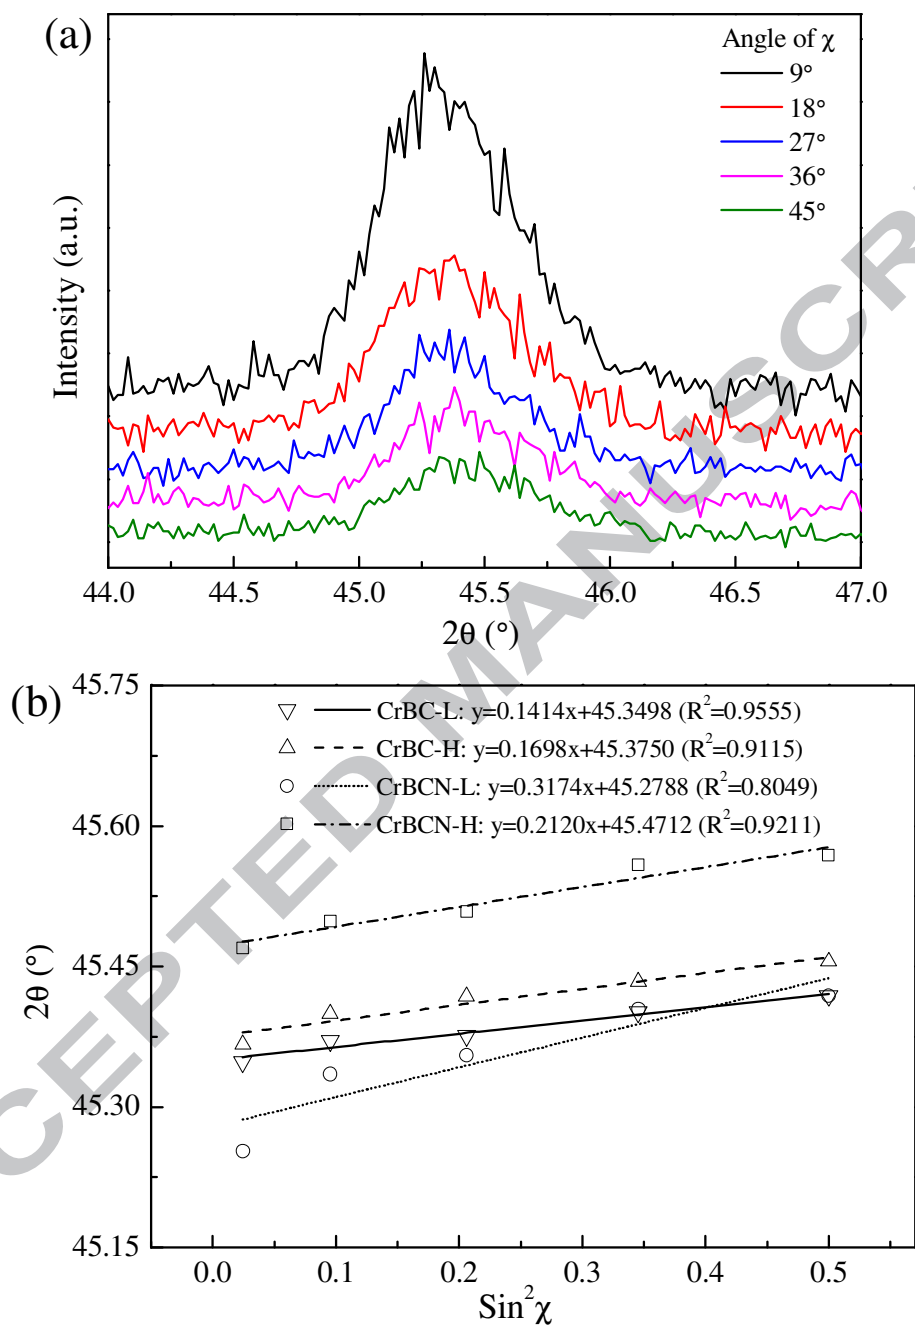 (a)
Angle of χ
9°
18°
27°
36°
45°
Intensity (a.u.)
44.0 44.5 45.0 45.5 46.0 46.5 47.0
2θ (°)
(b)
CrBC-L: y=0.1414x+45.3498 (R²=0.9555)
CrBC-H: y=0.1698x+45.3750 (R²=0.9115)
CrBCN-L: y=0.3174x+45.2788 (R²=0.8049)
CrBCN-H: y=0.2120x+45.4712 (R²=0.9211)
45.75
45.60
45.45
45.30
45.15
2θ (°)
0.0 0.1 0.2 0.3 0.4 0.5
Sin²χ
CEPTED MANUSCR